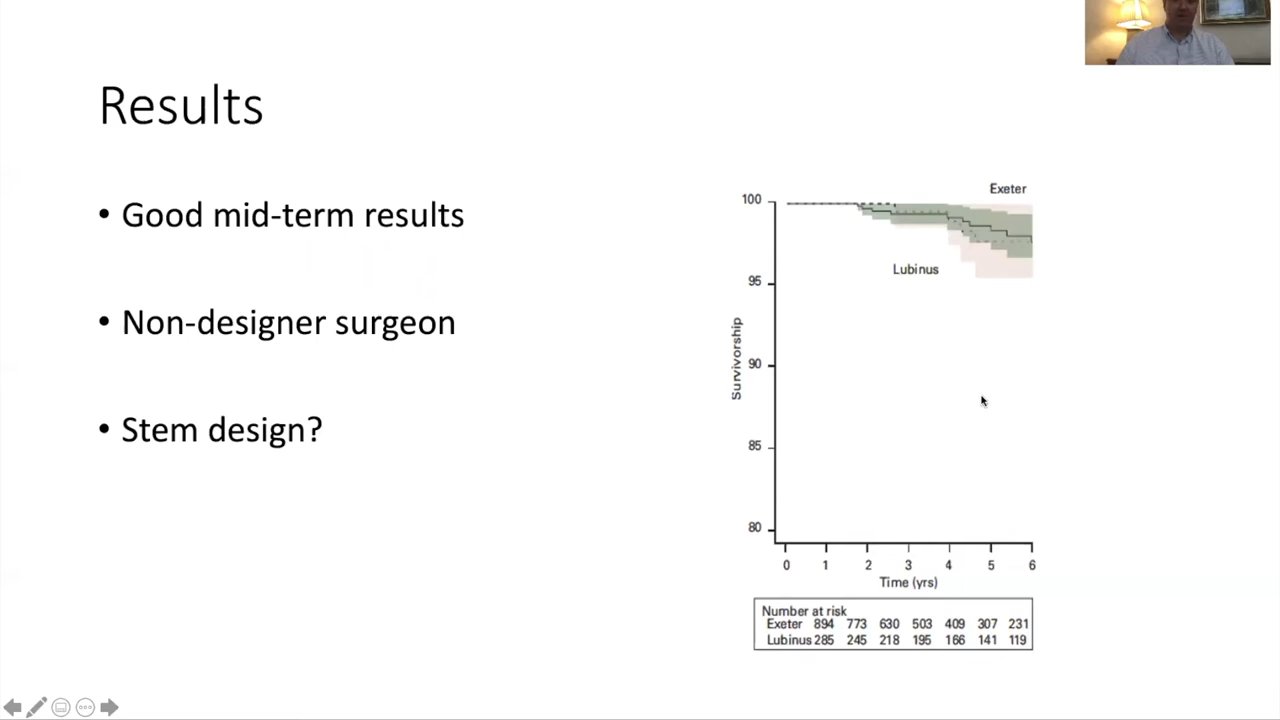 Results
• Good mid-term results
• Non-designer surgeon
• Stem design?
Exeter
100
Lubinus
95
90
85
80
Survivorship
0 1 2 3 4 5 6
Time (yrs)
Number at risk
Exeter 894 773 630 503 409 307 231
Lubinus 285 245 218 195 166 141 119